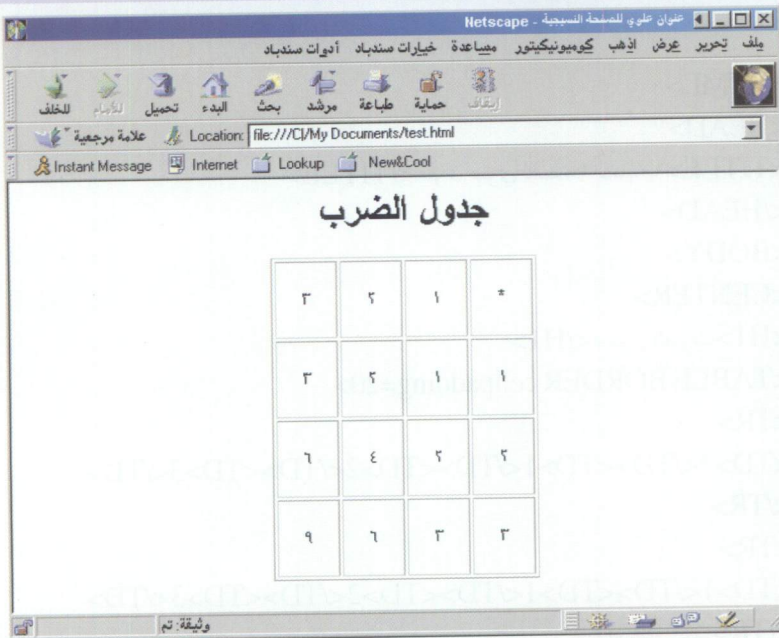 عنوان علوي للصفحة النسيجية - Netscape
ملف تحرير عرض اذهب كوميونيكيتور مساعدة خيارات سندباد أدوات سندباد
للخلف للأمام تحميل البدء بحث مرشد طباعة حماية إيقاف
علامة مرجعية Location: file:///C|/My Documents/test.html
Instant Message Internet Lookup New&Cool
جدول الضرب
* ١ ٢ ٣
١ ١ ٢ ٣
٢ ٢ ٤ ٦
٣ ٣ ٦ ٩
وثيقة: تم